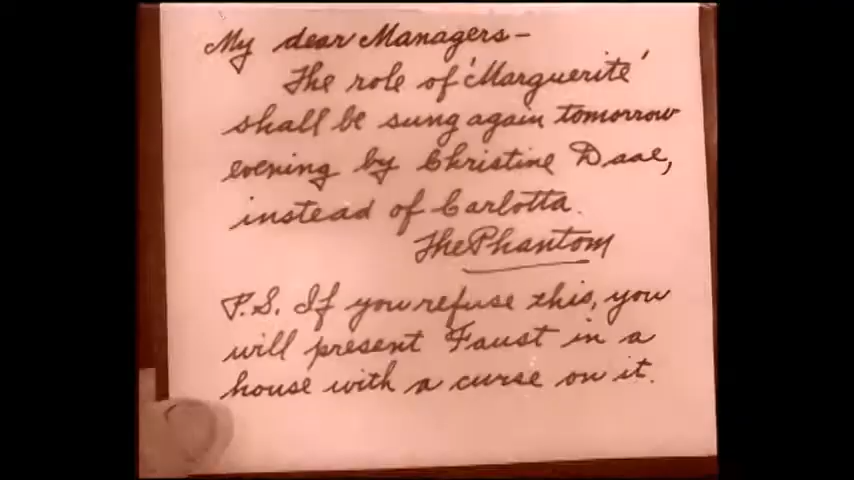 My dear Managers-
The role of 'Marguerite'
shall be sung again tomorrow
evening by Christine Daae,
instead of Carlotta.
The Phantom
P.S. If you refuse this, you
will present Faust in a
house with a curse on it.